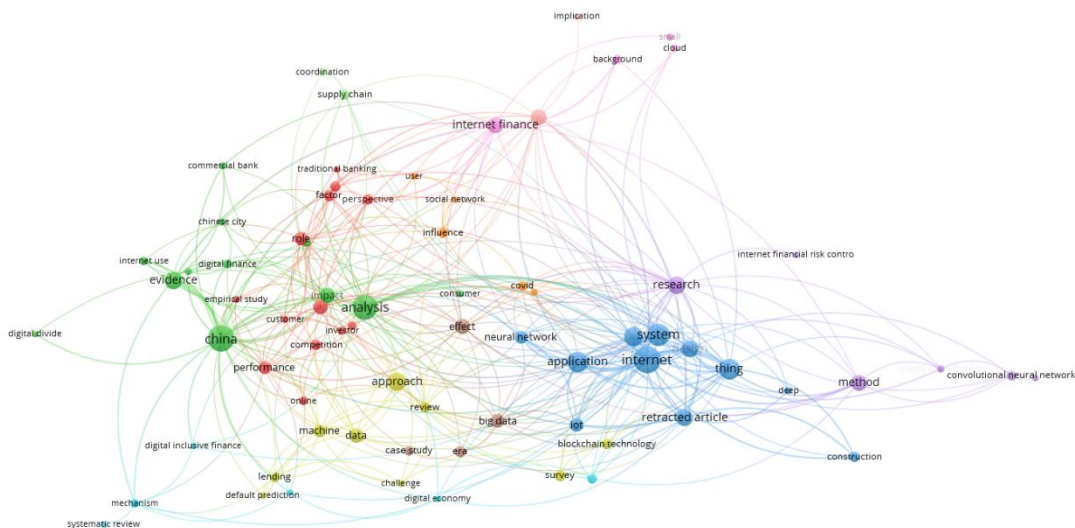 implication
small
cloud
background
coordination
supply chain
internet finance
commercial bank
traditional banking
user
factor
perspective
social network
chinese city
influence
role
internet use
digital finance
internet financial risk contro
evidence
research
covid
consumer
impact
empirical study
analysis
customer
investor
effect
digital divide
china
competition
neural network
system
internet
application
thing
performance
approach
method
convolutional neural network
deep
online
review
big data
retracted article
machine
data
iot
digital inclusive finance
case study
era
blockchain technology
construction
lending
challenge
survey
default prediction
digital economy
mechanism
systematic review